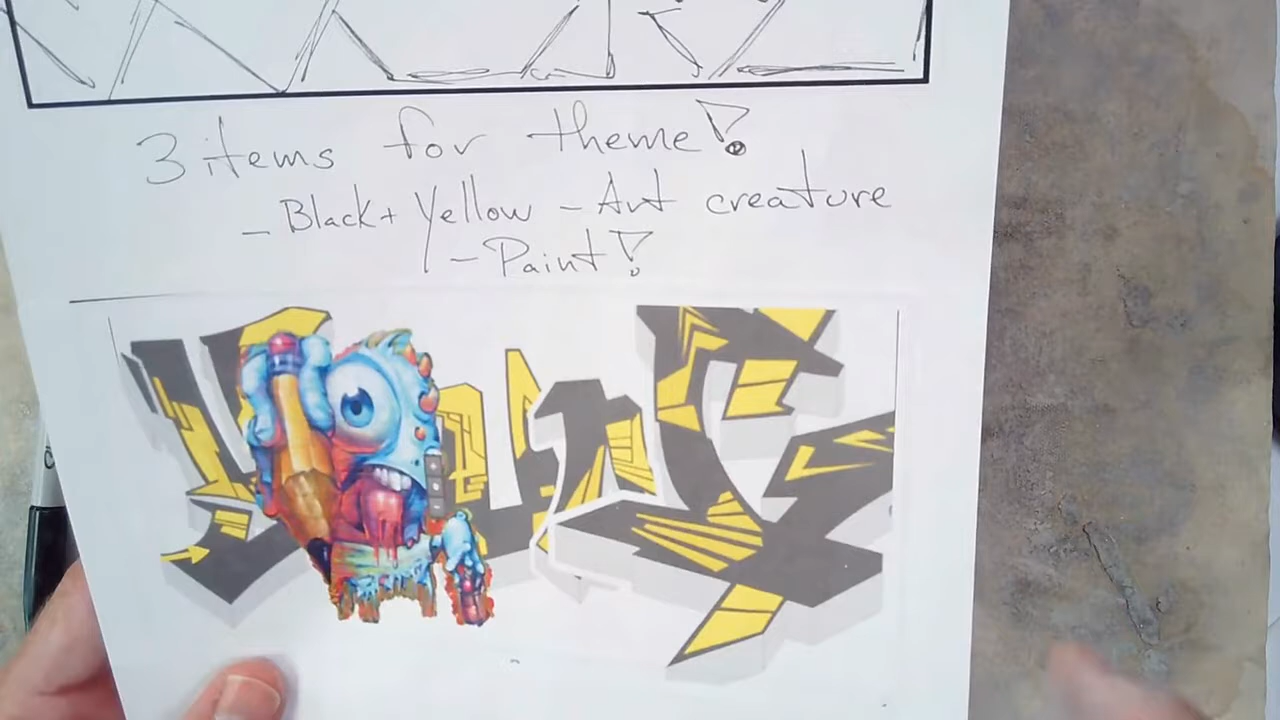 3 items for theme!
- Black + Yellow - Art creature
- Paint!